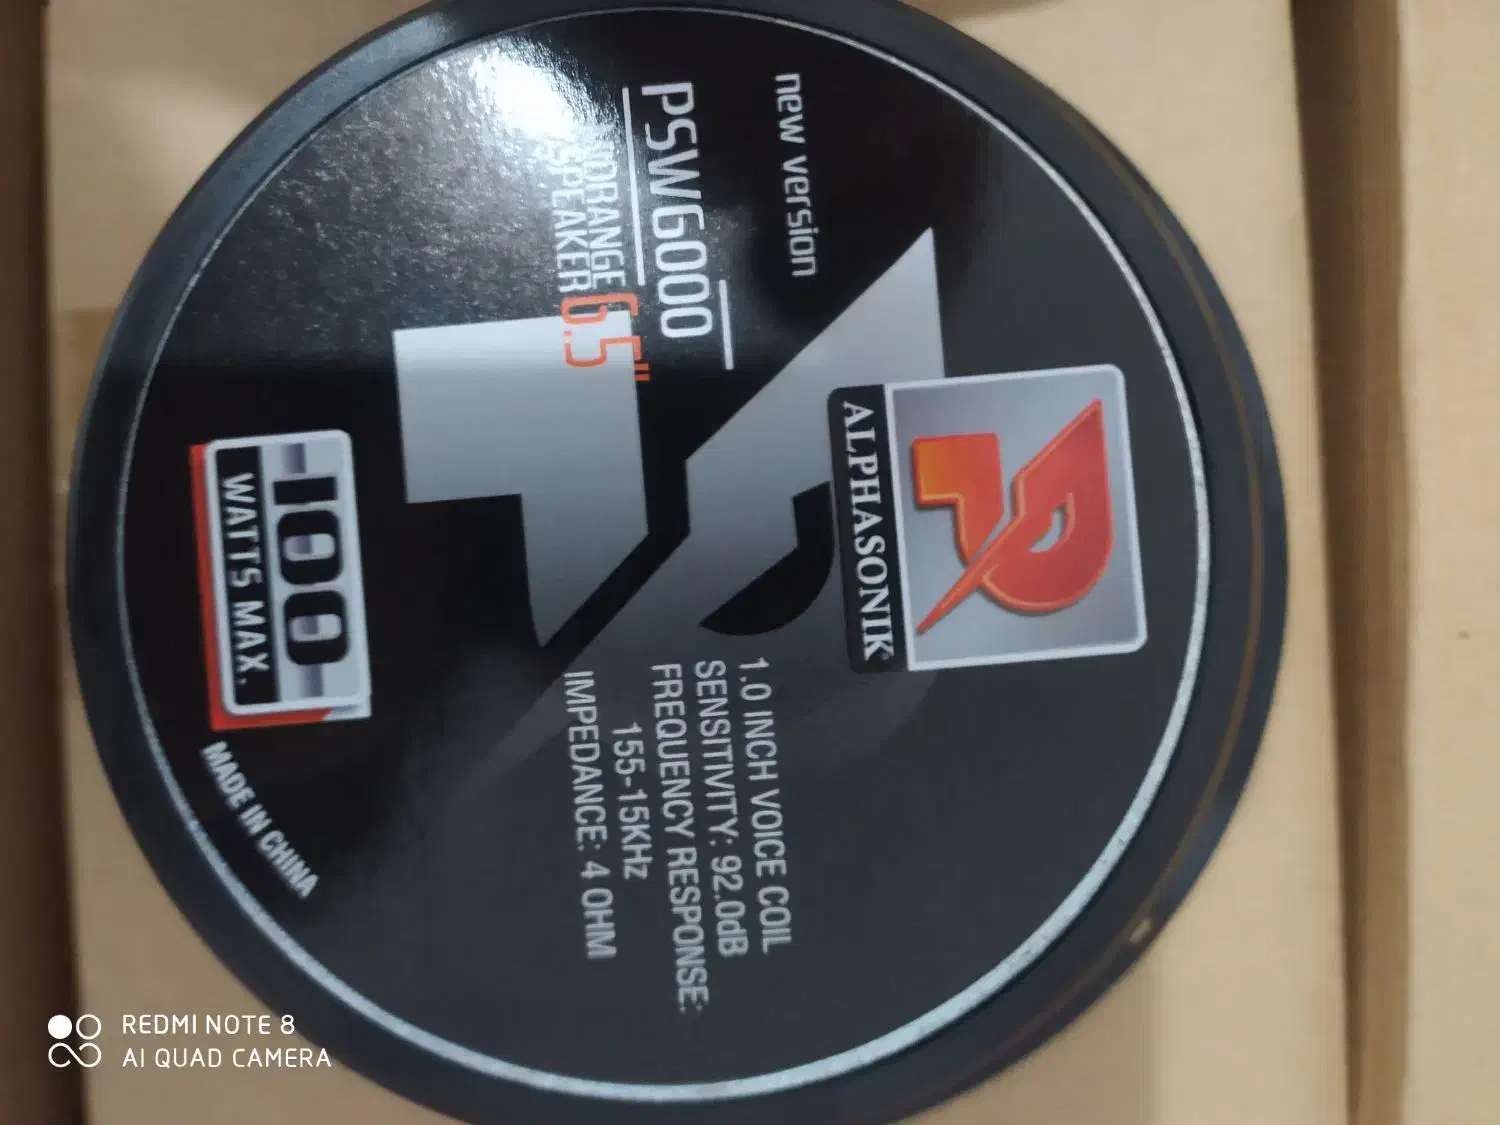 ALPHASONIK®
new version
PSW6000
SPEAKER
6.5"
1.0 INCH VOICE COIL
SENSITIVITY: 92.0dB
FREQUENCY RESPONSE:
155-15KHz
IMPEDANCE: 4 OHM
100
WATTS MAX.
MADE IN CHINA
REDMI NOTE 8
AI QUAD CAMERA